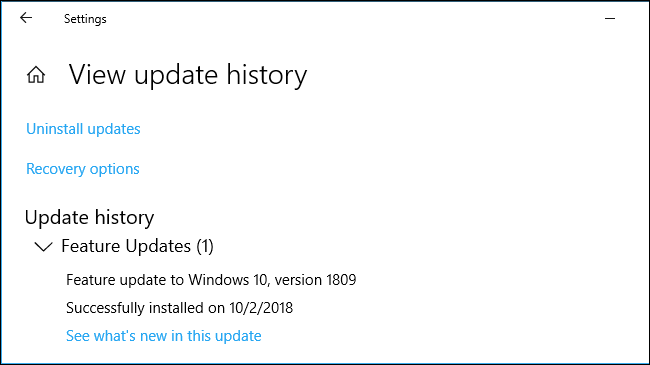 Settings
View update history
Uninstall updates
Recovery options
Update history
Feature Updates (1)
Feature update to Windows 10, version 1809
Successfully installed on 10/2/2018
See what's new in this update